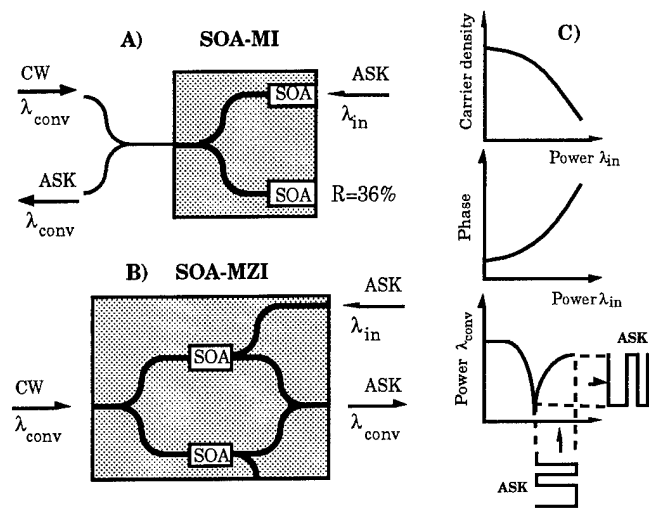 A) SOA-MI
CW
λconv
ASK
λconv
SOA
SOA
ASK
λin
R=36%
B) SOA-MZI
CW
λconv
SOA
SOA
ASK
λin
ASK
λconv
C)
Carrier density
Power λin
Phase
Power λin
Power λconv
ASK
ASK